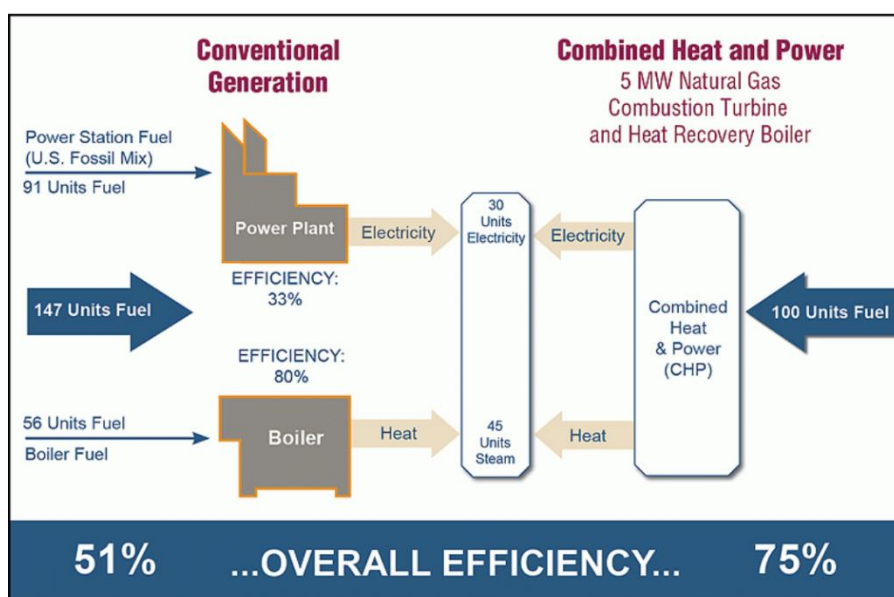 Conventional
Generation
Combined Heat and Power
5 MW Natural Gas
Combustion Turbine
and Heat Recovery Boiler
Power Station Fuel
(U.S. Fossil Mix)
91 Units Fuel
Power Plant
EFFICIENCY:
33%
Electricity
30
Units
Electricity
Electricity
147 Units Fuel
Combined
Heat
& Power
(CHP)
100 Units Fuel
EFFICIENCY:
80%
56 Units Fuel
Boiler Fuel
Boiler
Heat
45
Units
Steam
Heat
51% ...OVERALL EFFICIENCY... 75%